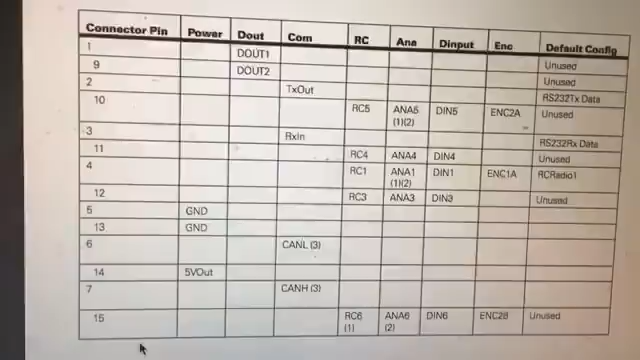 Connector Pin Power Dout Com RC Ana Dinput Enc Default Config
1 DOUT1 Unused
9 DOUT2 Unused
2 TxOut RS232Tx Data
10 RC5 ANA5 (1)(2) DIN5 ENC2A Unused
3 RxIn RS232Rx Data
11 RC4 ANA4 DIN4 Unused
4 RC1 ANA1 (1)(2) DIN1 ENC1A RCRadio1
12 RC3 ANA3 DIN3 Unused
5 GND
13 GND
6 CANL (3)
14 5VOut
7 CANH (3)
15 RC6 (1) ANA6 (2) DIN6 ENC2B Unused